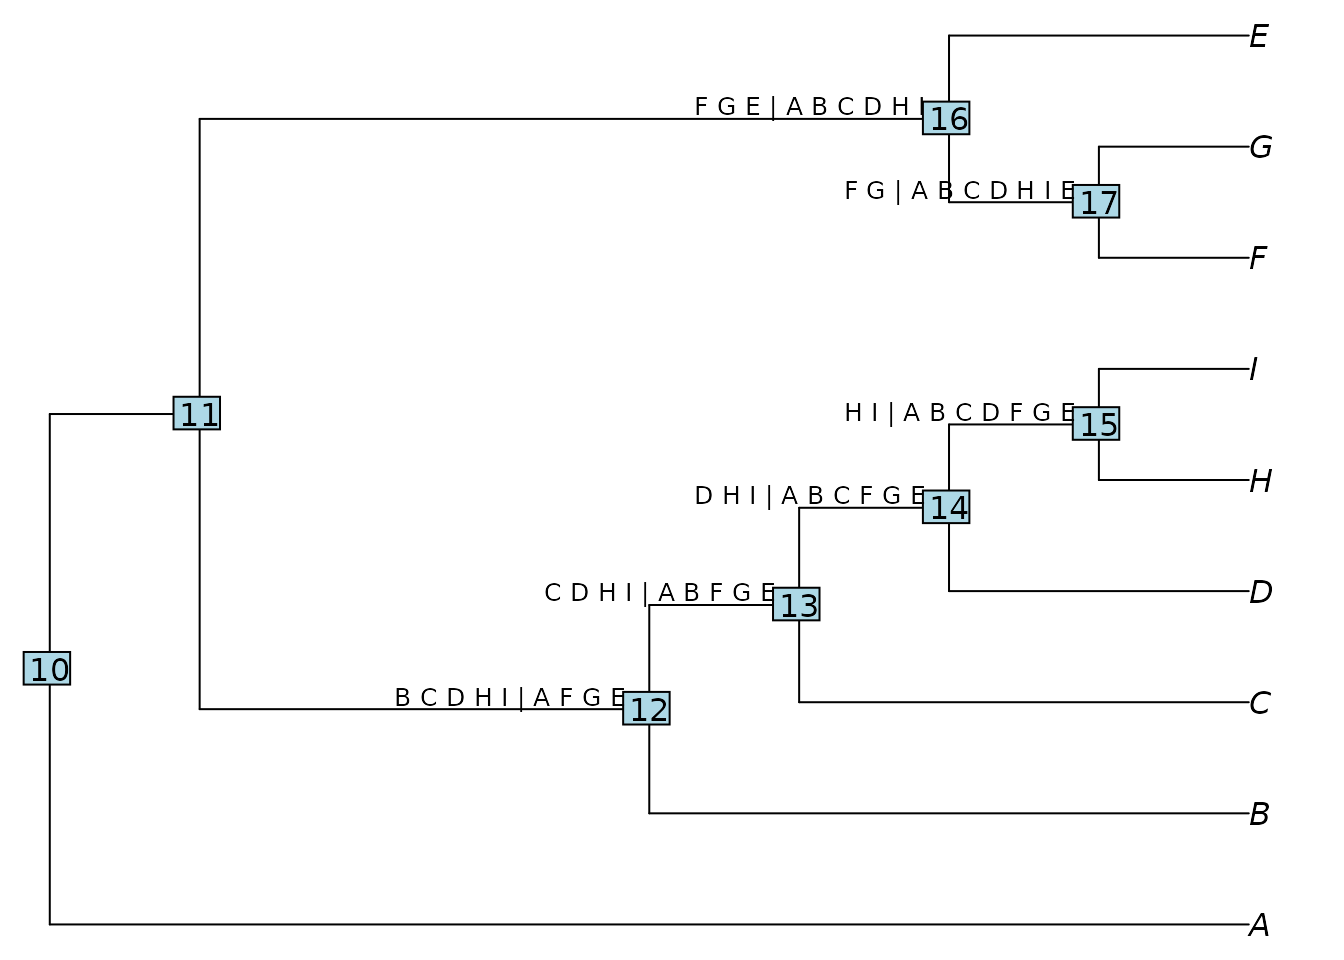 E
F G E | A B C D H I
16
G
F G | A B C D H I E
17
F
I
11
H I | A B C D F G E
15
H
D H I | A B C F G E
14
D
C D H I | A B F G E
13
10
B C D H I | A F G E
12
C
B
A